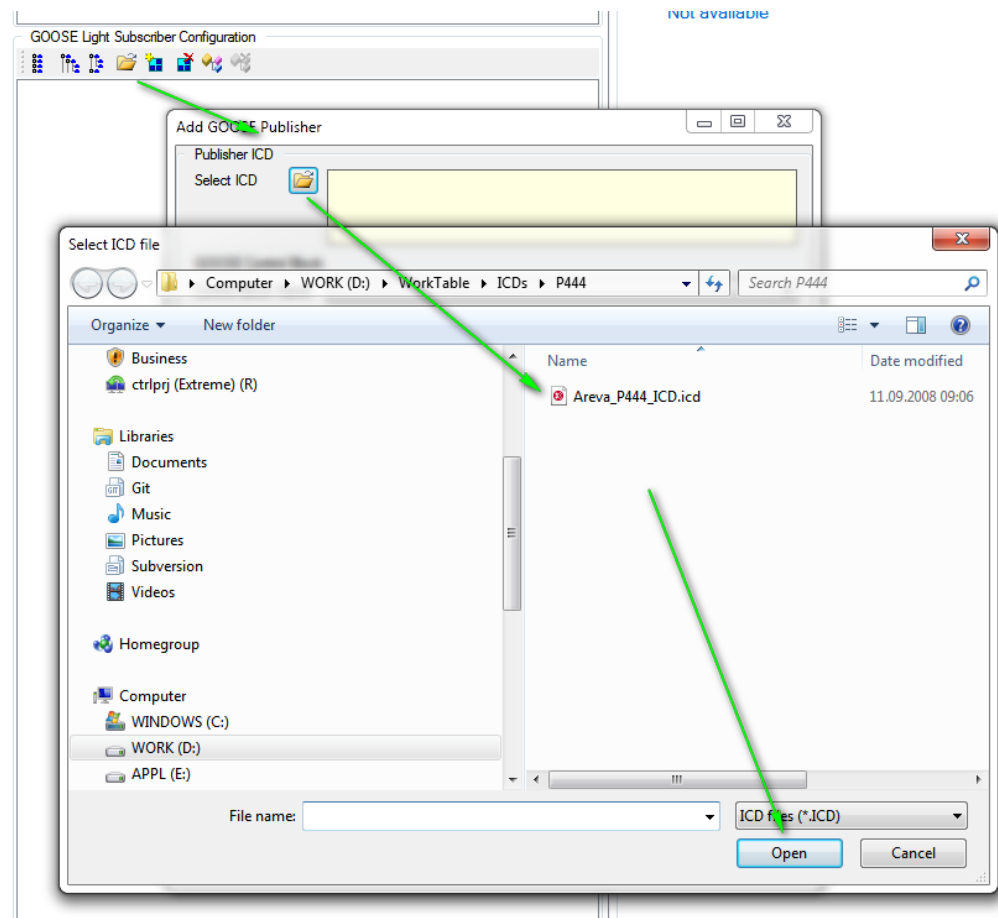 Not available
GOOSE Light Subscriber Configuration
Add GOOSE Publisher
Publisher ICD
Select ICD
Select ICD file
GOOSE Control Block
Computer WORK (D:) WorkTable ICDs P444
Search P444
Organize New folder
Business
ctrlprj (Extreme) (R)
Libraries
Documents
Git
Music
Pictures
Subversion
Videos
Homegroup
Computer
WINDOWS (C:)
WORK (D:)
APPL (E:)
Name Date modified
Areva_P444_ICD.icd 11.09.2008 09:06
File name:
ICD files (*.ICD)
Open Cancel